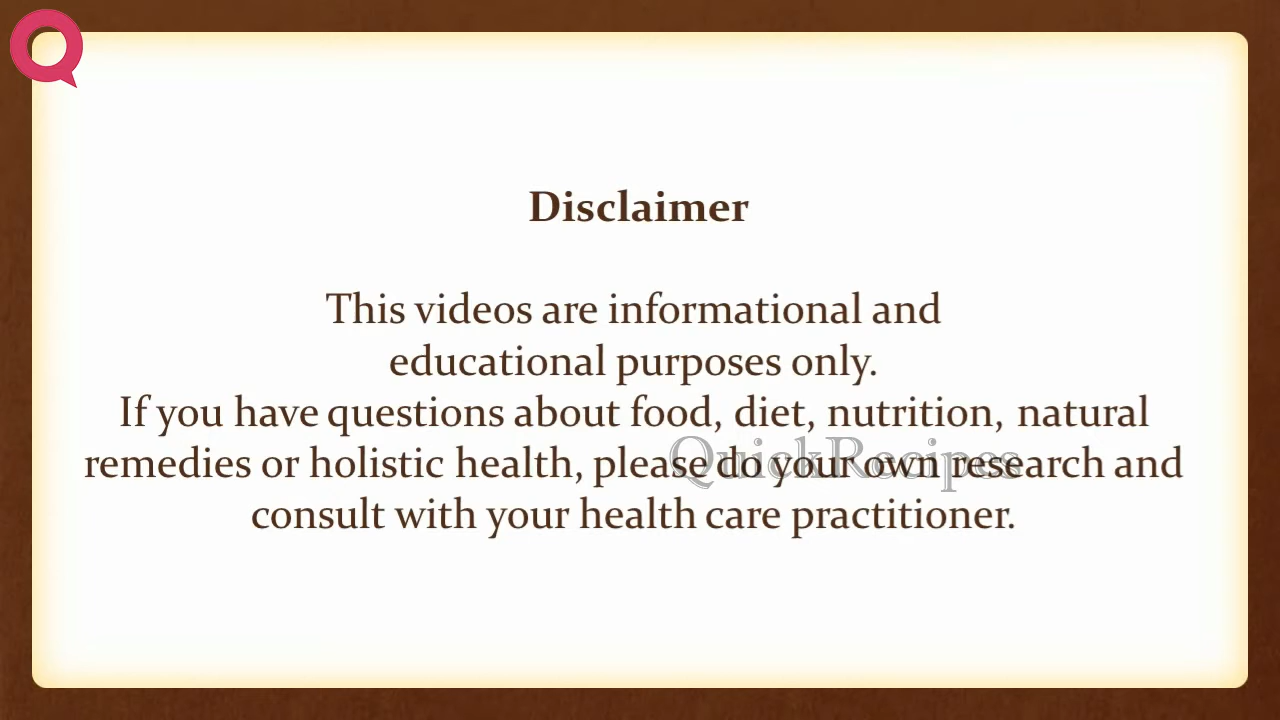 Disclaimer
This videos are informational and
educational purposes only.
If you have questions about food, diet, nutrition, natural
remedies or holistic health, please do your own research and
QuickRecipes
consult with your health care practitioner.